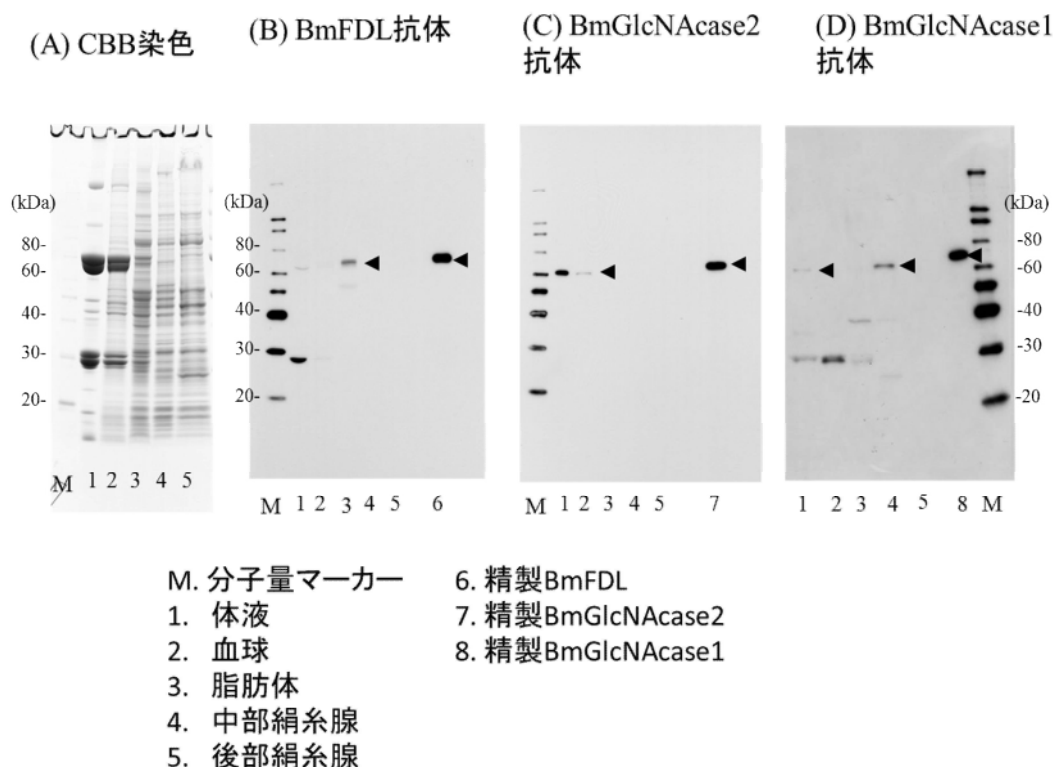 (A) CBB染色
(B) BmFDL抗体
(C) BmGlcNAcase2
抗体
(D) BmGlcNAcase1
抗体
(kDa)
80-
60-
40-
30-
20-
M 1 2 3 4 5
(kDa)
80-
60-
40-
30-
20-
M 1 2 3 4 5 6
M 1 2 3 4 5 7
(kDa)
-80
-60
-40
-30
-20
1 2 3 4 5 8 M
M. 分子量マーカー
1. 体液
2. 血球
3. 脂肪体
4. 中部絹糸腺
5. 後部絹糸腺
6. 精製BmFDL
7. 精製BmGlcNAcase2
8. 精製BmGlcNAcase1